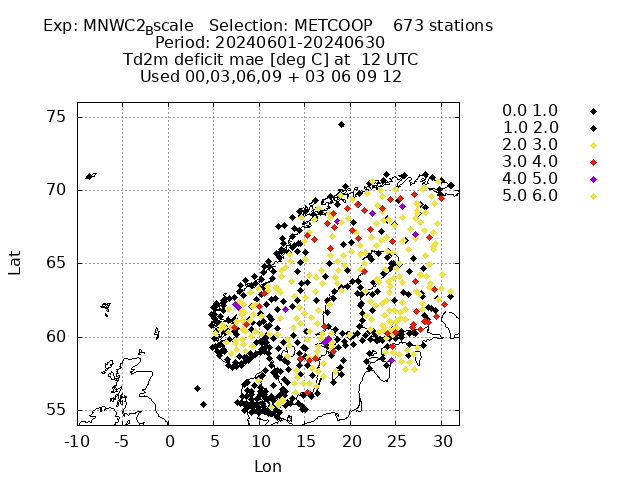 Exp: MNWC2Bscale Selection: METCOOP 673 stations
Period: 20240601-20240630
Td2m deficit mae [deg C] at 12 UTC
Used 00,03,06,09 + 03 06 09 12
0.0 1.0
1.0 2.0
2.0 3.0
3.0 4.0
4.0 5.0
5.0 6.0
75
70
65
60
55
Lat
-10 -5 0 5 10 15 20 25 30
Lon